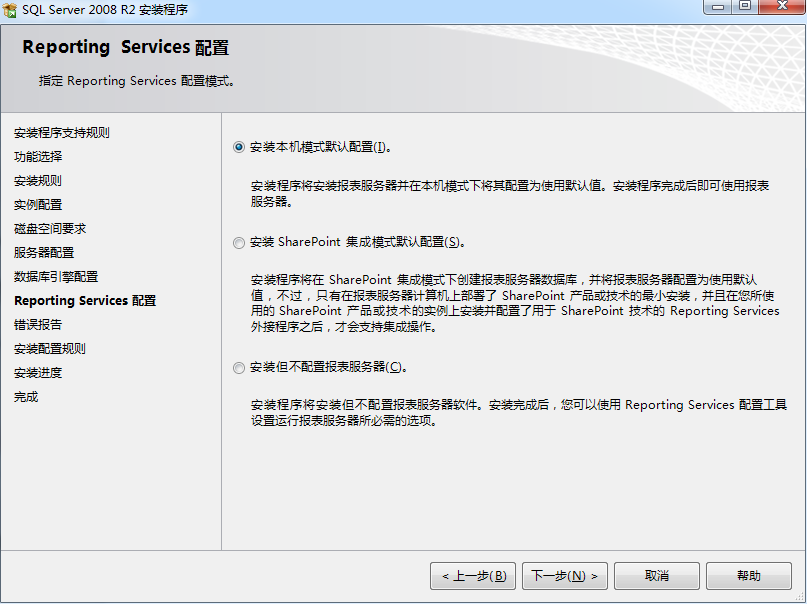 SQL Server 2008 R2 安装程序
Reporting Services 配置
指定 Reporting Services 配置模式。
安装程序支持规则
功能选择
安装规则
实例配置
磁盘空间要求
服务器配置
数据库引擎配置
Reporting Services 配置
错误报告
安装配置规则
安装进度
完成
安装本机模式默认配置(I)。
安装程序将安装报表服务器并在本机模式下将其配置为使用默认值。安装程序完成后即可使用报表
服务器。
安装 SharePoint 集成模式默认配置(S)。
安装程序将在 SharePoint 集成模式下创建报表服务器数据库，并将报表服务器配置为使用默认
值，不过，只有在报表服务器计算机上部署了 SharePoint 产品或技术的最小安装，并且在您所使
用的 SharePoint 产品或技术的实例上安装并配置了用于 SharePoint 技术的 Reporting Services
外接程序之后，才会支持集成操作。
安装但不配置报表服务器(C)。
安装程序将安装但不配置报表服务器软件。安装完成后，您可以使用 Reporting Services 配置工具
设置运行报表服务器所必需的选项。
< 上一步(B)
下一步(N) >
取消
帮助